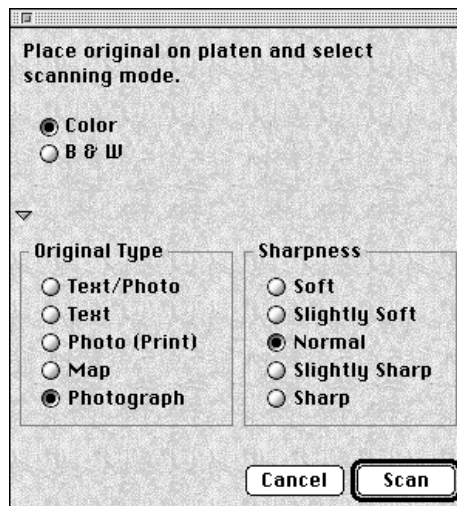 Place original on platen and select
scanning mode.
Color
B & W
Original Type
Text/Photo
Text
Photo (Print)
Map
Photograph
Sharpness
Soft
Slightly Soft
Normal
Slightly Sharp
Sharp
Cancel
Scan